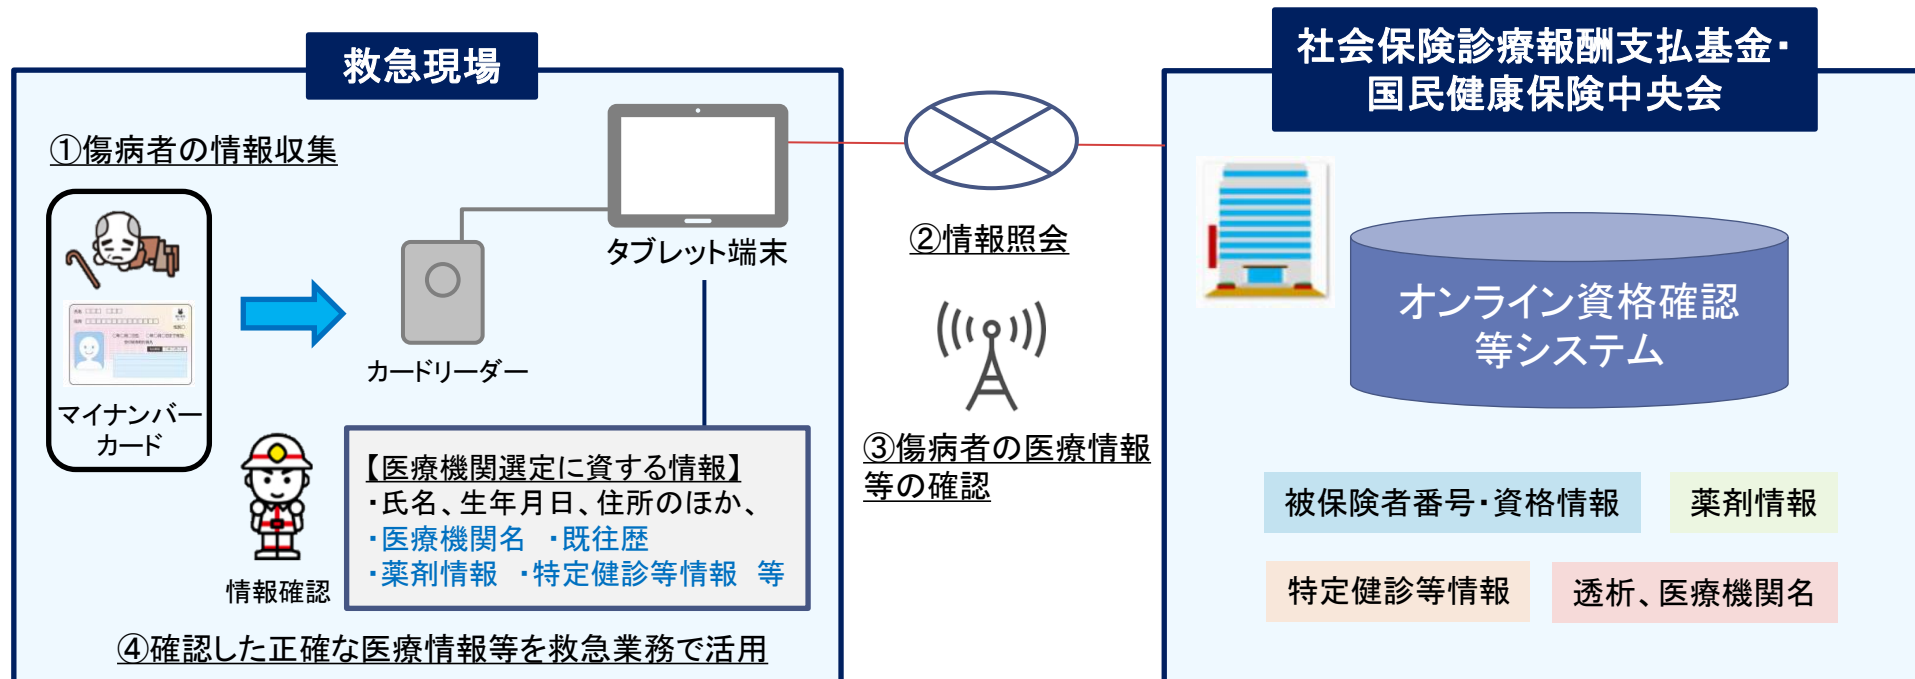 救急現場
①傷病者の情報収集
マイナンバー
カード
カードリーダー
タブレット端末
情報確認
【医療機関選定に資する情報】
・氏名、生年月日、住所のほか、
・医療機関名 ・既往歴
・薬剤情報 ・特定健診等情報 等
④確認した正確な医療情報等を救急業務で活用
②情報照会
③傷病者の医療情報
等の確認
社会保険診療報酬支払基金・
国民健康保険中央会
オンライン資格確認
等システム
被保険者番号・資格情報
薬剤情報
特定健診等情報
透析、医療機関名